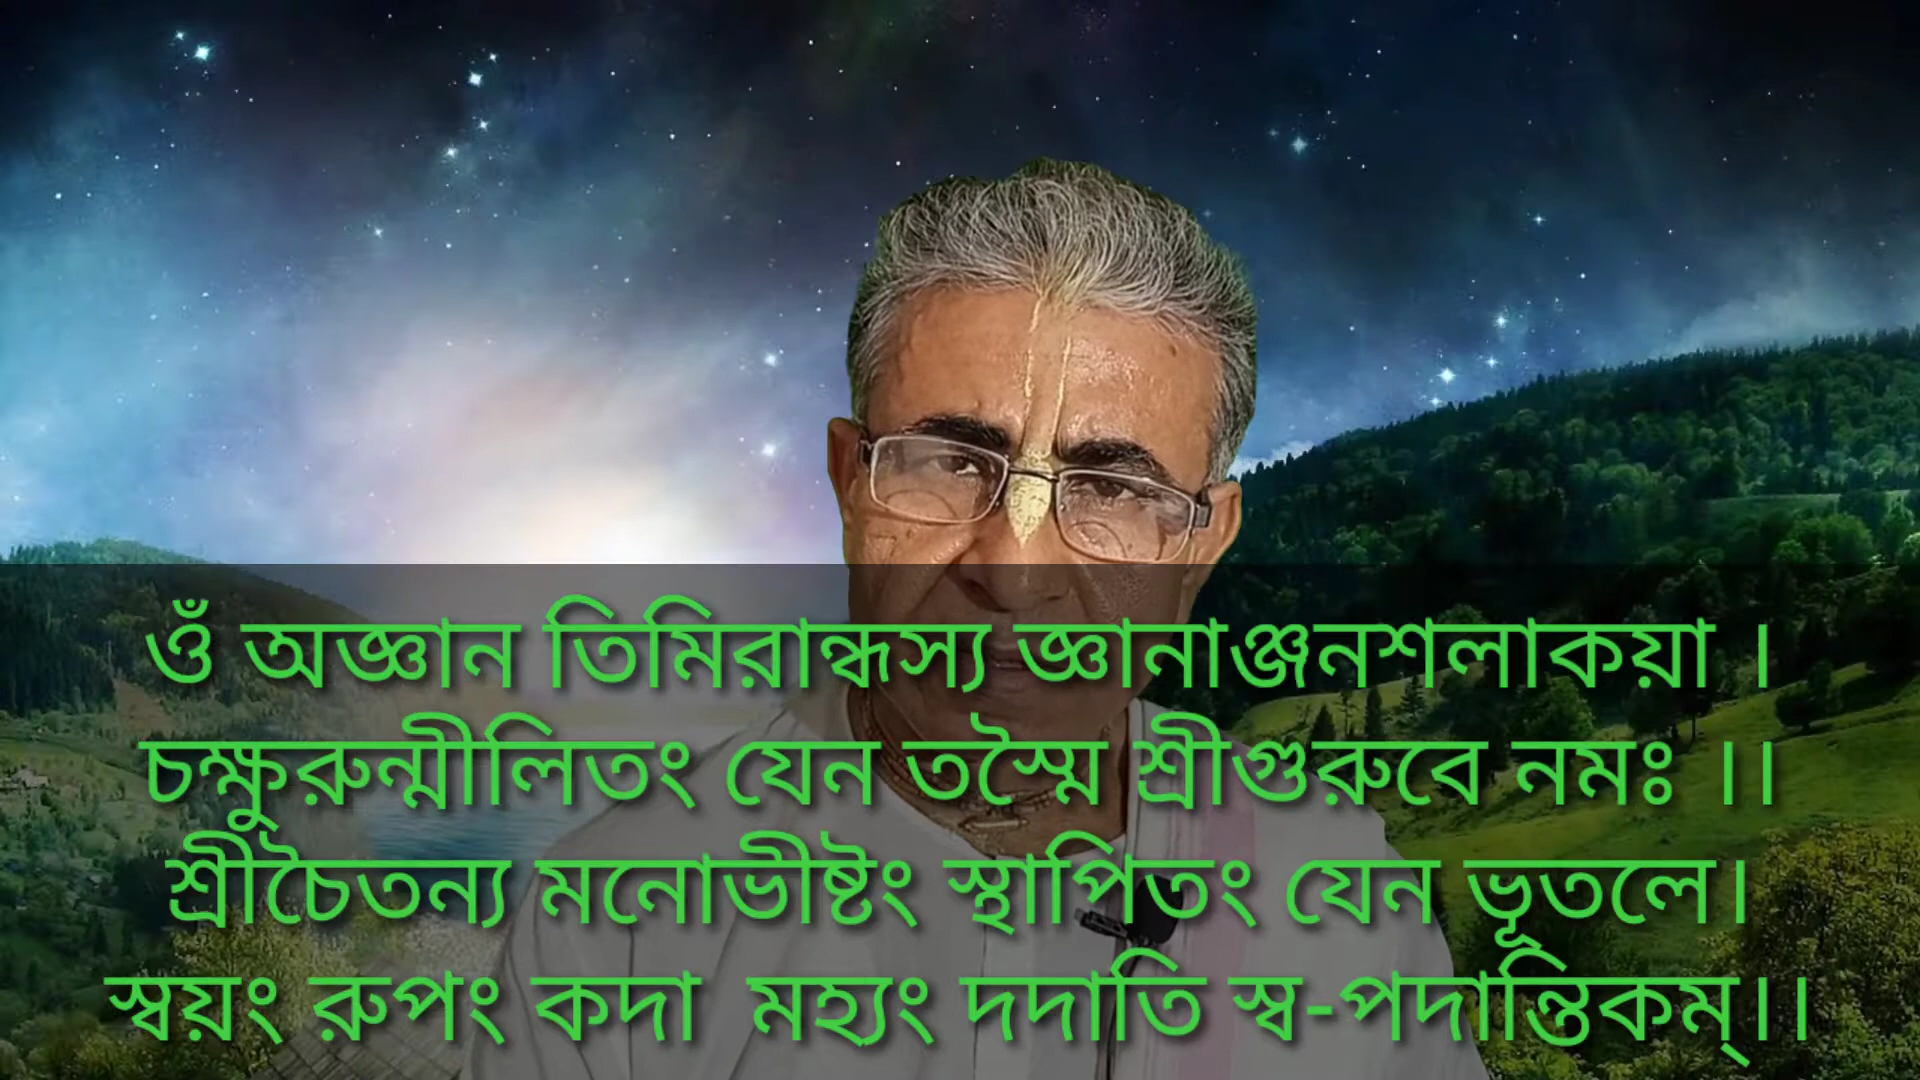 ওঁ অজ্ঞান তিমিরান্ধস্য জ্ঞানাঞ্জনশলাকয়া ।
চক্ষুরুন্মীলিতং যেন তস্মৈ শ্রীগুরুবে নমঃ ।।
শ্রীচৈতন্য মনোভীষ্টং স্থাপিতং যেন ভূতলে।
স্বয়ং রুপং কদা মহ্যং দদাতি স্ব-পদান্তিকম্।।